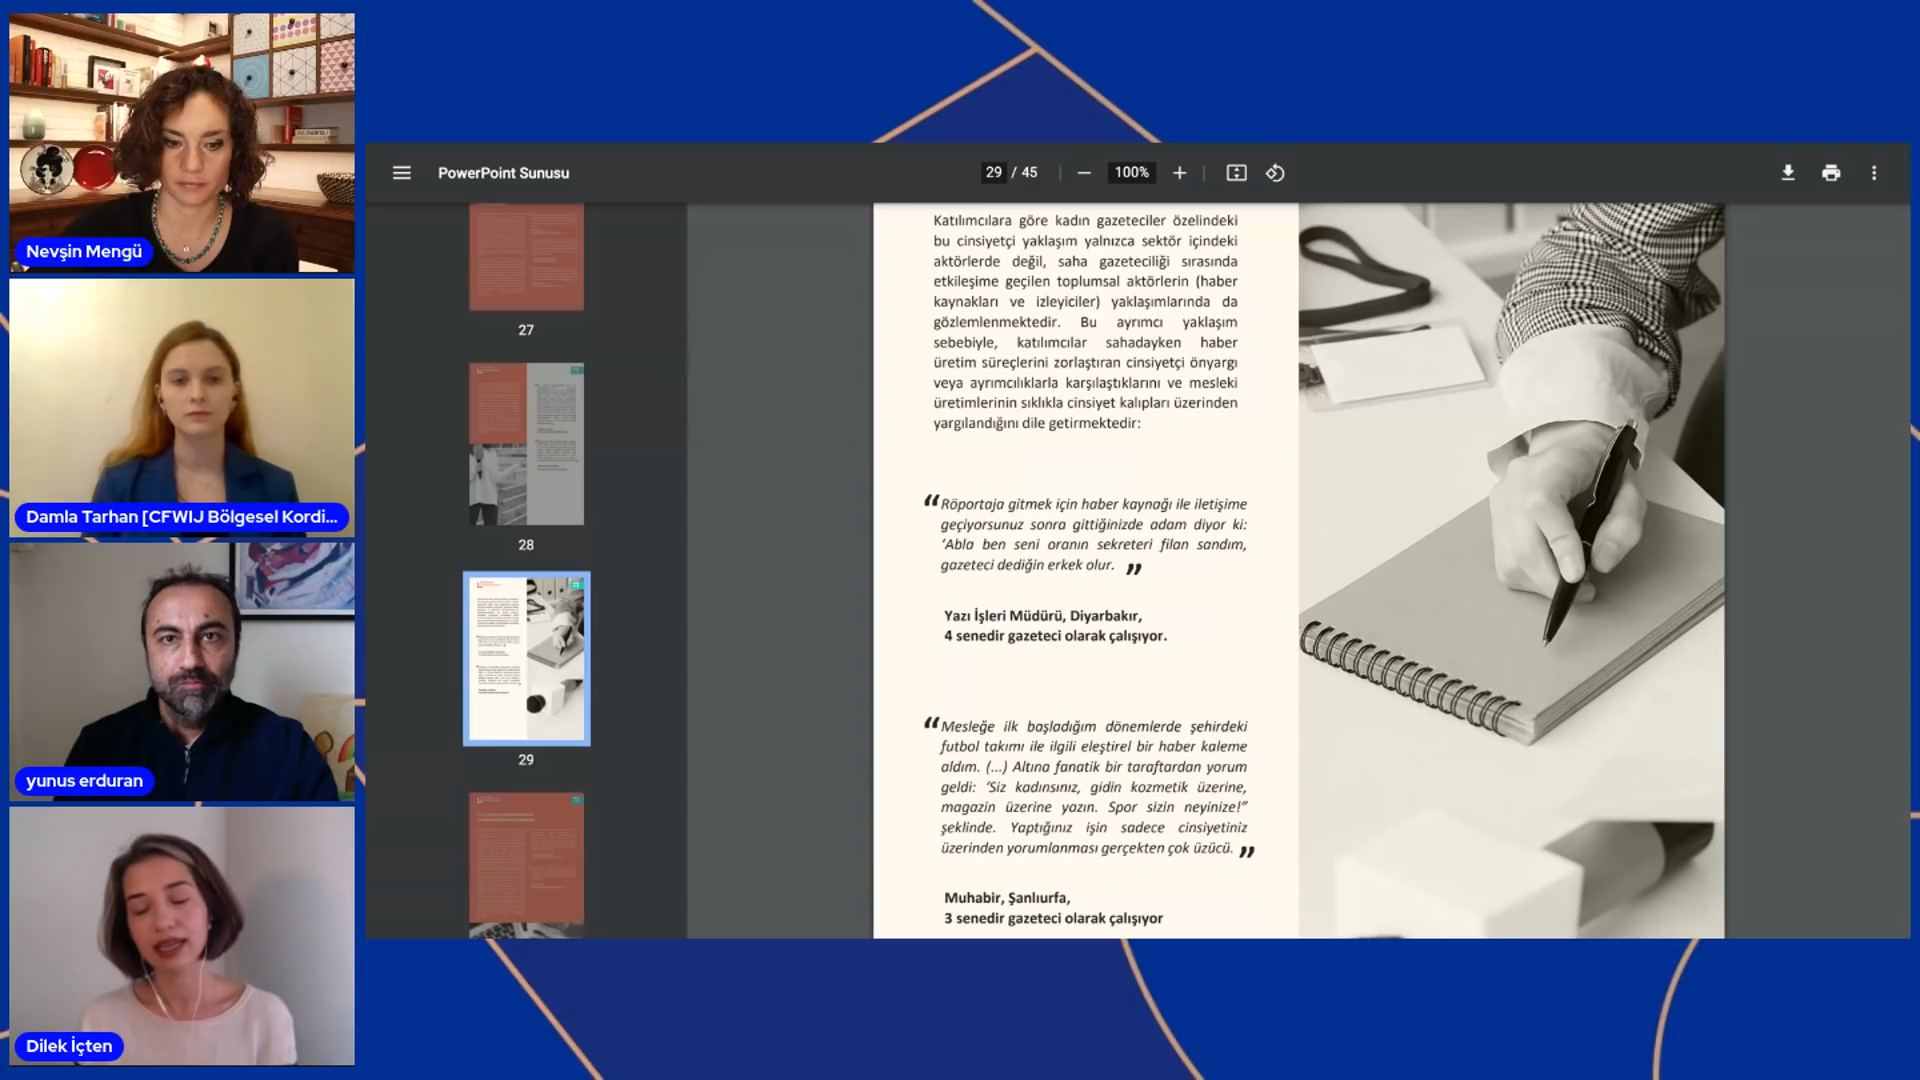 Nevşin Mengü
Damla Tarhan [CFWIJ Bölgesel Kordi...
yunus erduran
Dilek İçten
PowerPoint Sunusu
29 / 45
100%
27
28
29
Katılımcılara göre kadın gazeteciler özelindeki
bu cinsiyetçi yaklaşım yalnızca sektör içindeki
aktörlerde değil, saha gazeteciliği sırasında
etkileşime geçilen toplumsal aktörlerin (haber
kaynakları ve izleyiciler) yaklaşımlarında da
gözlemlenmektedir. Bu ayrımcı yaklaşım
sebebiyle, katılımcılar sahadayken haber
üretim süreçlerini zorlaştıran cinsiyetçi önyargı
veya ayrımcılıklarla karşılaştıklarını ve mesleki
üretimlerinin sıklıkla cinsiyet kalıpları üzerinden
yargılandığını dile getirmektedir:
“Röportaja gitmek için haber kaynağı ile iletişime
geçiyorsunuz sonra gittiğinizde adam diyor ki:
‘Abla ben seni oranın sekreteri filan sandım,
gazeteci dediğin erkek olur. ”
Yazı İşleri Müdürü, Diyarbakır,
4 senedir gazeteci olarak çalışıyor.
“Mesleğe ilk başladığım dönemlerde şehirdeki
futbol takımı ile ilgili eleştirel bir haber kaleme
aldım. (...) Altına fanatik bir taraftardan yorum
geldi: ‘Siz kadınsınız, gidin kozmetik üzerine,
magazin üzerine yazın. Spor sizin neyinize!”
şeklinde. Yaptığınız işin sadece cinsiyetiniz
üzerinden yorumlanması gerçekten çok üzücü. ”
Muhabir, Şanlıurfa,
3 senedir gazeteci olarak çalışıyor